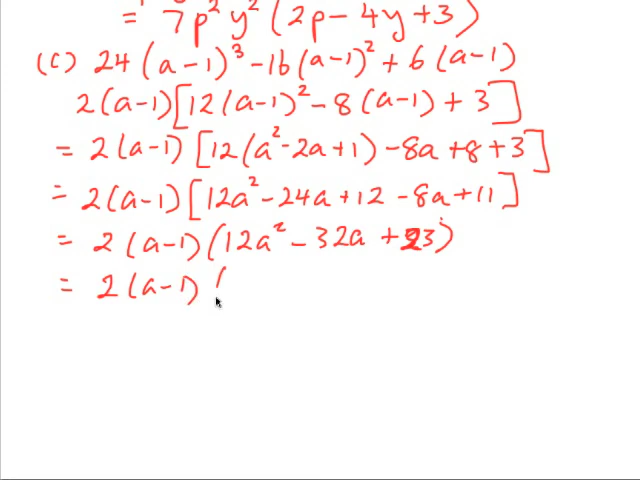 = 7p²y²(2p - 4y + 3)
(c) 24(a-1)³ - 16(a-1)² + 6(a-1)
2(a-1)[12(a-1)² - 8(a-1) + 3]
= 2(a-1)[12(a² - 2a + 1) - 8a + 8 + 3]
= 2(a-1)[12a² - 24a + 12 - 8a + 11]
= 2(a-1)(12a² - 32a + 23)
= 2(a-1)(